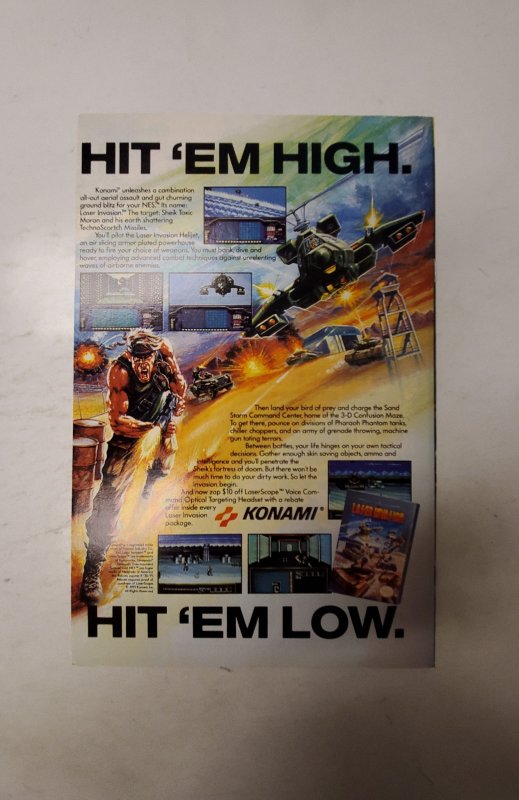 HIT ‘EM HIGH.
Konami® unleashes a combination
all-out aerial assault and gut churning
ground blitz for your NES.™ Its name:
Laser Invasion.™ The target: Sheik Toxic
Moron and his earth shattering
TechnoScorch Missiles.
You'll pilot the Laser Invasion Helijet,
an air slicing armor plated powerhouse
ready to fire your choice of weapons. You must bank, dive and
hover, employing advanced combat techniques against unrelenting
waves of airborne enemies.
Then land your bird of prey and charge the Sand
Storm Command Center, home of the 3-D Confusion Maze.
To get there, pounce on divisions of Pharaoh Phantom tanks,
chiller choppers, and an army of grenade throwing, machine
gun toting terrors.
Between battles, your life hinges on your own tactical
decisions. Gather enough skin saving objects, ammo and
intelligence and you'll penetrate the
Sheik's fortress of doom. But there won't be
much time to do your dirty work. So let the
invasion begin.
And now zap $10 off LaserScope™ Voice Com-
mand Optical Targeting Headset with a rebate
offer inside every
Laser Invasion
package.
KONAMI®
LASER INVASION
HIT ‘EM LOW.